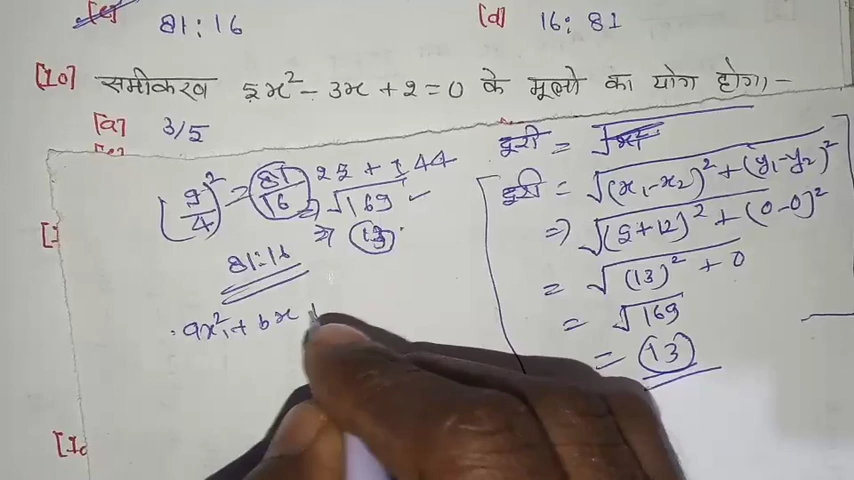 [c] 81:16 [d] 16:81
[10] समीकरण 5x² - 3x + 2 = 0 के मूलो का योग होगा-
[a] 3/5
(9/4)² = 81/16
81:16
ax² + bx
25 + 144
⇒ √169 ✓
⇒ 13
दूरी = √x²
दूरी = √(x₁-x₂)² + (y₁-y₂)²
⇒ √(5+12)² + (0-0)²
= √(13)² + 0
= √169
= 13